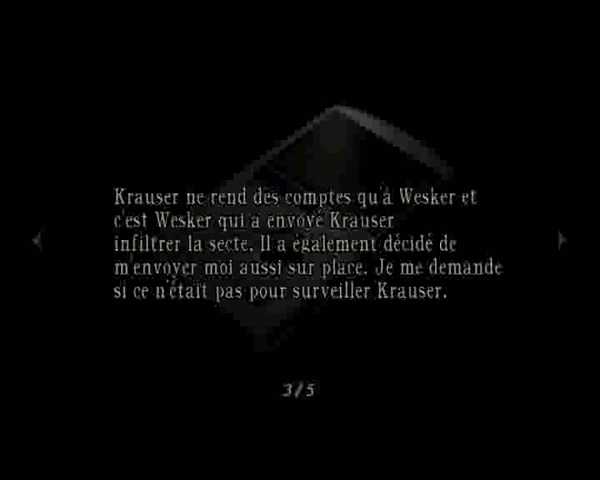 Krauser ne rend des comptes qu'à Wesker et
c'est Wesker qui a envoyé Krauser
infiltrer la secte. Il a également décidé de
m'envoyer moi aussi sur place. Je me demande
si ce n'était pas pour surveiller Krauser.
3/5